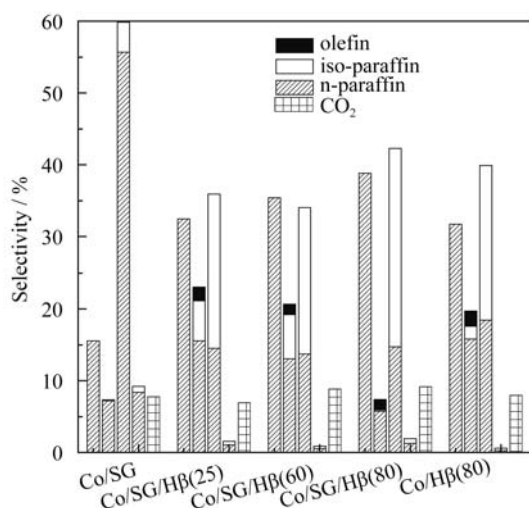 60
50
40
30
20
10
0
Selectivity / %
olefin
iso-paraffin
n-paraffin
CO₂
Co/SG
Co/SG/Hβ(25)
Co/SG/Hβ(60)
Co/SG/Hβ(80)
Co/Hβ(80)